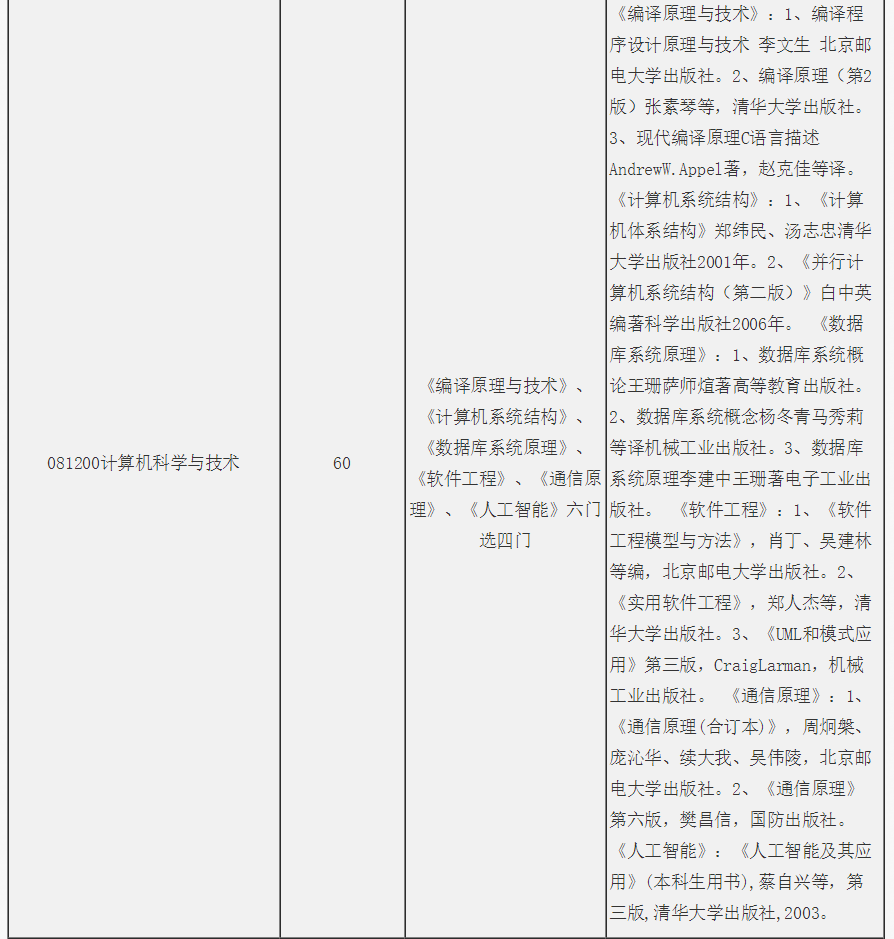 081200计算机科学与技术
60
《编译原理与技术》、
《计算机系统结构》、
《数据库系统原理》、
《软件工程》、《通信原
理》、《人工智能》六门
选四门
《编译原理与技术》：1、编译程
序设计原理与技术 李文生 北京邮
电大学出版社。2、编译原理（第2
版）张素琴等，清华大学出版社。
3、现代编译原理C语言描述
AndrewW.Appel著，赵克佳等译。
《计算机系统结构》：1、《计算
机体系结构》郑纬民、汤志忠清华
大学出版社2001年。2、《并行计
算机系统结构（第二版）》白中英
编著科学出版社2006年。 《数据
库系统原理》：1、数据库系统概
论王珊萨师煊著高等教育出版社。
2、数据库系统概念杨冬青马秀莉
等译机械工业出版社。3、数据库
系统原理李建中王珊著电子工业出
版社。 《软件工程》：1、《软件
工程模型与方法》，肖丁、吴建林
等编，北京邮电大学出版社。2、
《实用软件工程》，郑人杰等，清
华大学出版社。3、《UML和模式应
用》第三版，CraigLarman，机械
工业出版社。 《通信原理》：1、
《通信原理(合订本)》，周炯槃、
庞沁华、续大我、吴伟陵，北京邮
电大学出版社。2、《通信原理》
第六版，樊昌信，国防出版社。
《人工智能》：《人工智能及其应
用》(本科生用书),蔡自兴等，第
三版,清华大学出版社,2003。